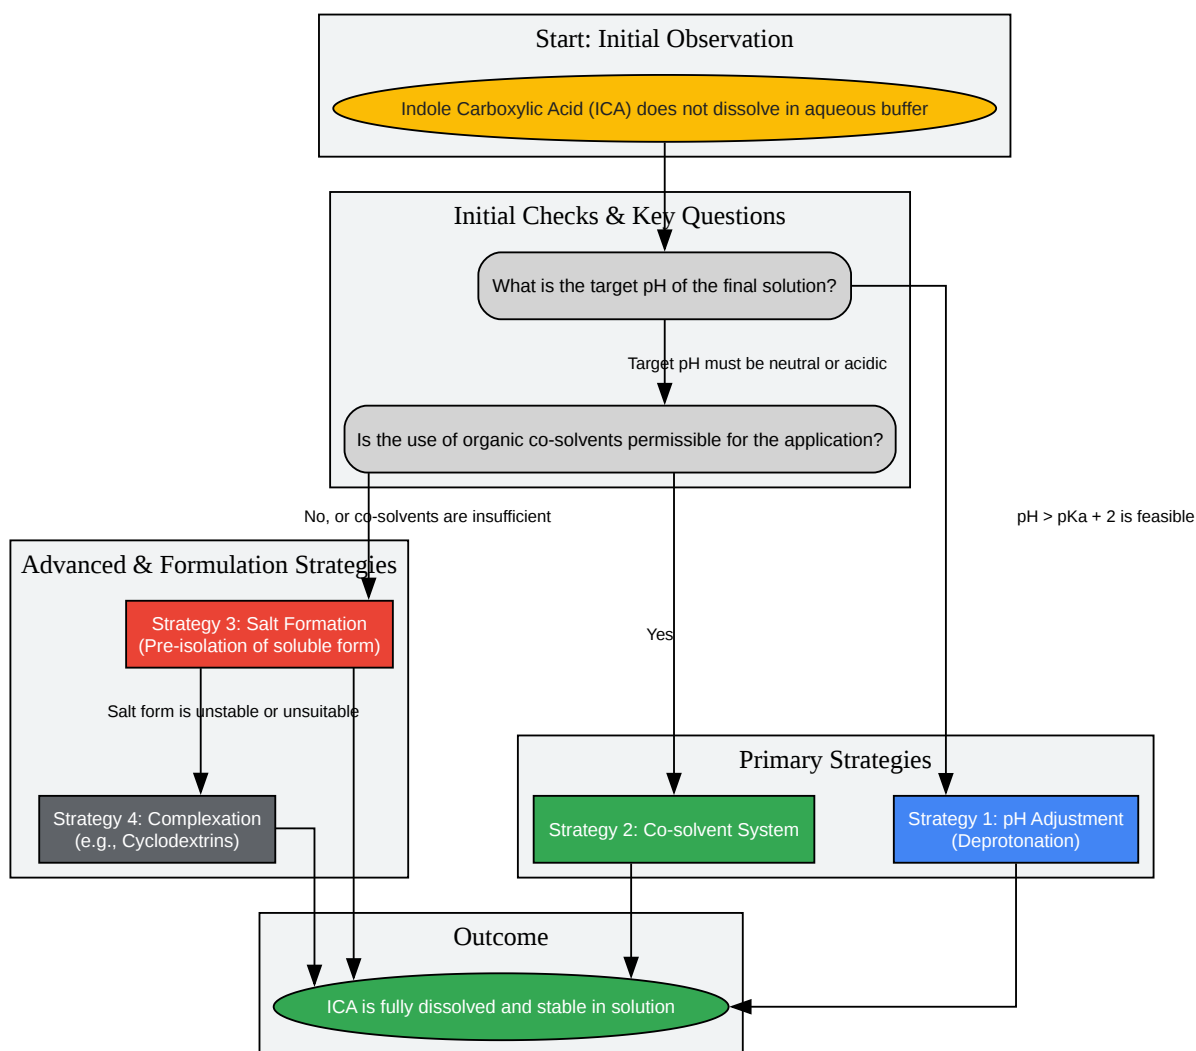 Start: Initial Observation
Indole Carboxylic Acid (ICA) does not dissolve in aqueous buffer
Initial Checks & Key Questions
What is the target pH of the final solution?
Target pH must be neutral or acidic
Is the use of organic co-solvents permissible for the application?
No, or co-solvents are insufficient
pH > pKa + 2 is feasible
Advanced & Formulation Strategies
Strategy 3: Salt Formation
(Pre-isolation of soluble form)
Yes
Salt form is unstable or unsuitable
Primary Strategies
Strategy 4: Complexation
(e.g., Cyclodextrins)
Strategy 2: Co-solvent System
Strategy 1: pH Adjustment
(Deprotonation)
Outcome
ICA is fully dissolved and stable in solution